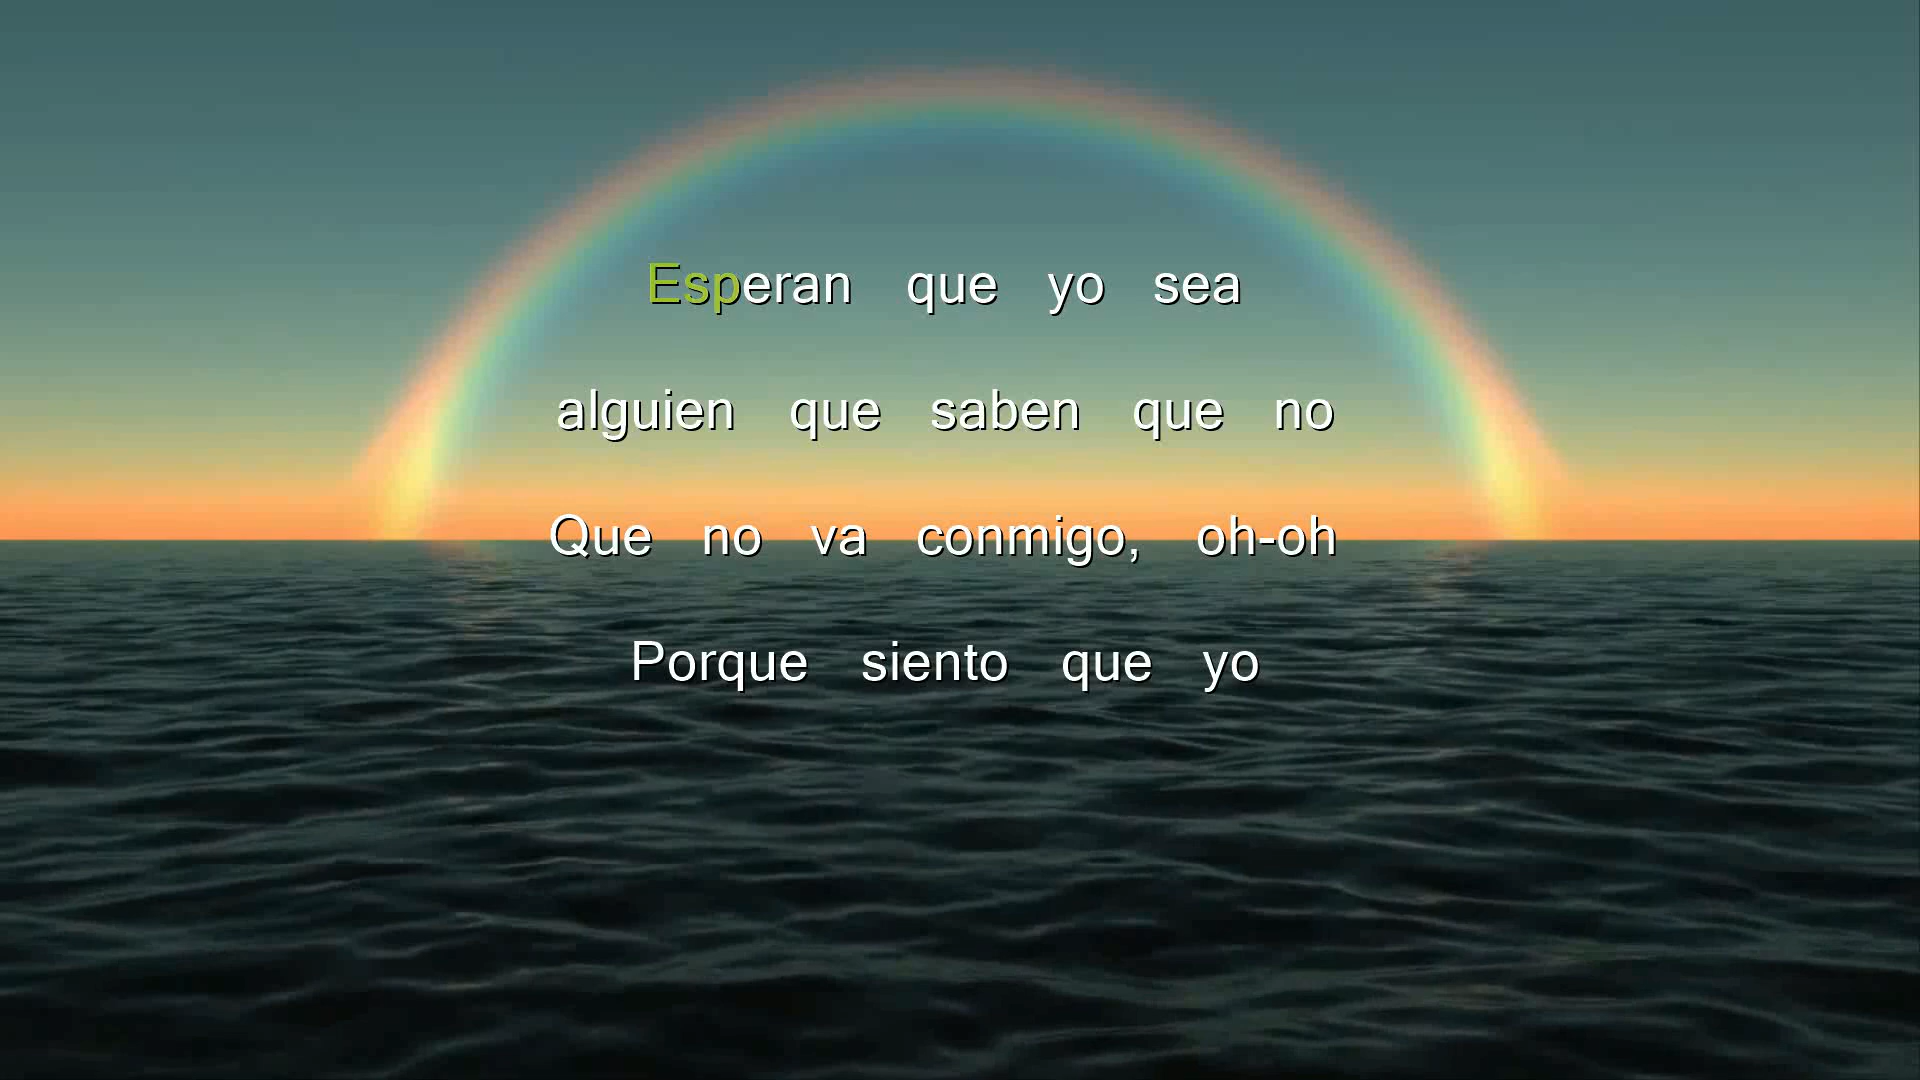 Esperan que yo sea
alguien que saben que no
Que no va conmigo, oh-oh
Porque siento que yo